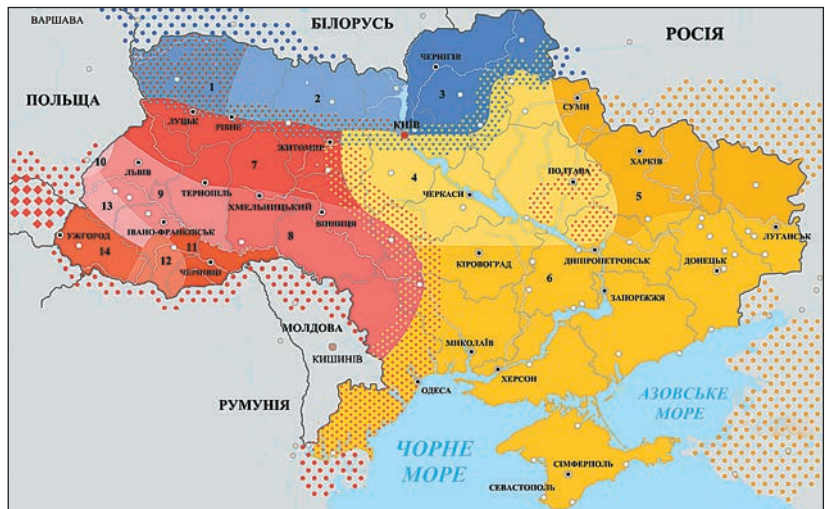 БІЛОРУСЬ
ВАРШАВА
РОСІЯ
ЧЕРНІГІВ
ПОЛЬЩА
1
2
3
СУМИ
ЛУЦЬК
РІВНЕ
КИЇВ
ЖИТОМИР
ХАРКІВ
10
ЛЬВІВ
7
4
ПОЛТАВА
9
ТЕРНОПІЛЬ
ЧЕРКАСИ
5
13
ХМЕЛЬНИЦЬКИЙ
ВІННИЦЯ
ІВАНО-ФРАНКІВСЬК
ЛУГАНСЬК
УЖГОРОД
8
14
11
КІРОВОГРАД
ДНІПРОПЕТРОВСЬК
ДОНЕЦЬК
12
ЧЕРНІВЦІ
6
ЗАПОРІЖЖЯ
МОЛДОВА
МИКОЛАЇВ
КИШИНІВ
ХЕРСОН
ОДЕСА
РУМУНІЯ
АЗОВСЬКЕ
МОРЕ
ЧОРНЕ
МОРЕ
СІМФЕРПОЛЬ
СЕВАСТОПОЛЬ